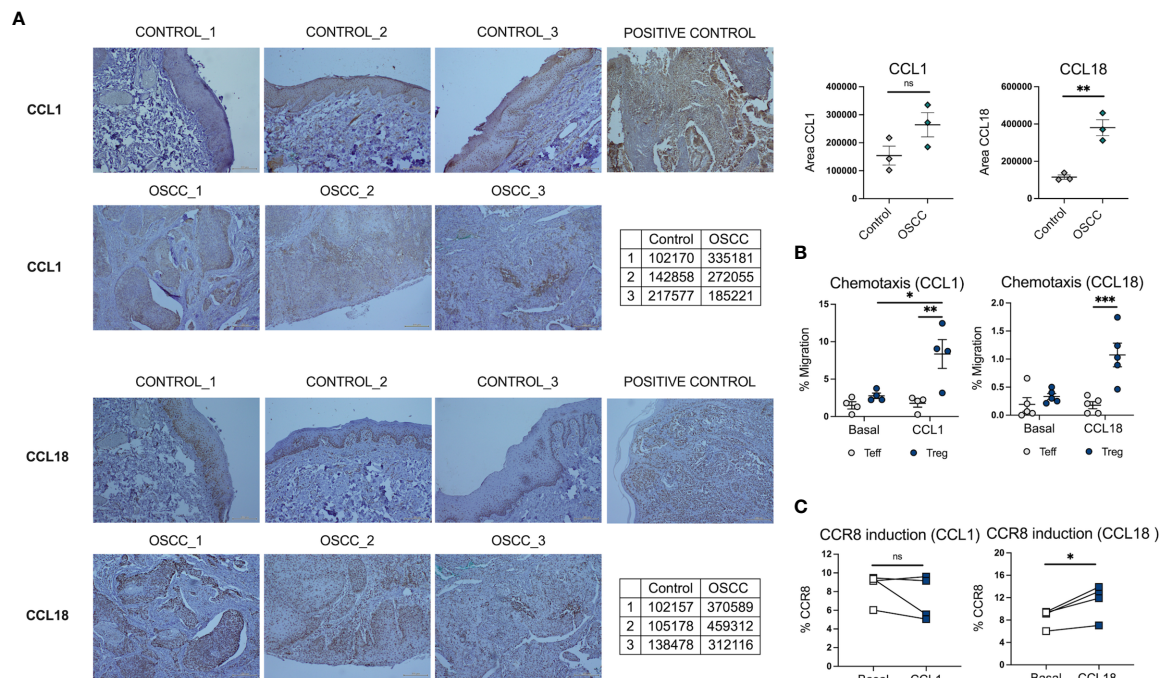 A
CONTROL_1 CONTROL_2 CONTROL_3 POSITIVE CONTROL
CCL1
OSCC_1 OSCC_2 OSCC_3
CCL1
Control OSCC
1 102170 335181
2 142858 272055
3 217577 185221
CONTROL_1 CONTROL_2 CONTROL_3 POSITIVE CONTROL
CCL18
OSCC_1 OSCC_2 OSCC_3
CCL18
Control OSCC
1 102157 370589
2 105178 459312
3 138478 312116
CCL1
ns
Area CCL1
400000
300000
200000
100000
0
Control OSCC
CCL18
**
Area CCL18
600000
400000
200000
0
Control OSCC
B
Chemotaxis (CCL1)
*
**
% Migration
15
10
5
0
Basal CCL1
Teff Treg
Chemotaxis (CCL18)
***
% Migration
2.0
1.5
1.0
0.5
0.0
Basal CCL18
Teff Treg
C
CCR8 induction (CCL1)
ns
% CCR8
12
10
8
6
4
2
0
Basal CCL1
CCR8 induction (CCL18 )
*
% CCR8
20
16
12
8
4
0
Basal CCL18